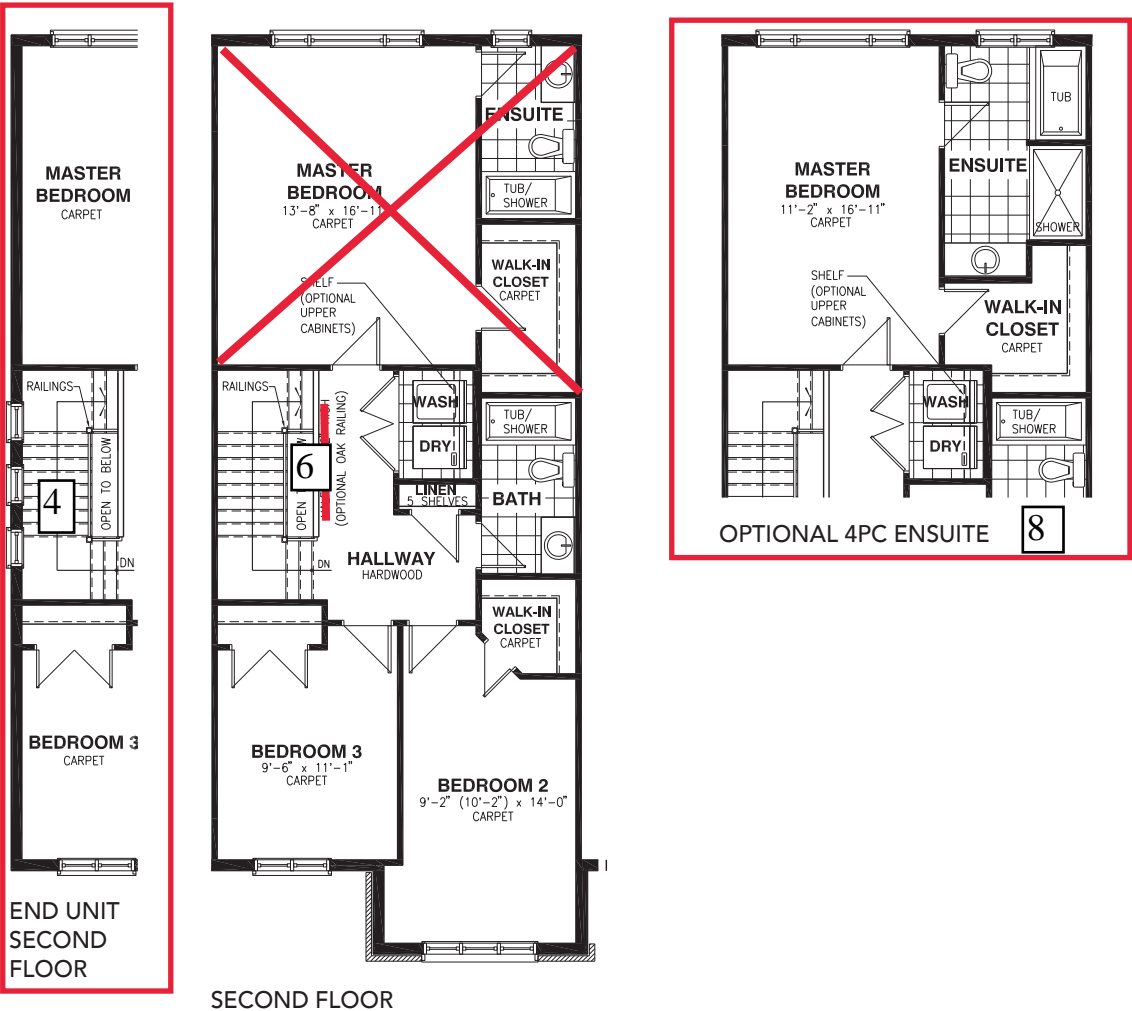 MASTER
BEDROOM
CARPET
RAILINGS
OPEN TO BELOW
4
DN
BEDROOM 3
CARPET
END UNIT
SECOND
FLOOR
MASTER
BEDROOM
13'-8" x 16'-11
CARPET
ENSUITE
TUB/
SHOWER
WALK-IN
CLOSET
CARPET
SHELF
(OPTIONAL
UPPER
CABINETS)
RAILINGS
OPEN
6
(OPTIONAL OAK RAILING)
WASH
DRY
TUB/
SHOWER
LINEN
5 SHELVES
BATH
HALLWAY
HARDWOOD
DN
WALK-IN
CLOSET
CARPET
BEDROOM 3
9'-6" x 11'-1"
CARPET
BEDROOM 2
9'-2" (10'-2") x 14'-0"
CARPET
SECOND FLOOR
MASTER
BEDROOM
11'-2" x 16'-11"
CARPET
TUB
ENSUITE
SHOWER
SHELF
(OPTIONAL
UPPER
CABINETS)
WALK-IN
CLOSET
CARPET
WASH
DRY
TUB/
SHOWER
OPTIONAL 4PC ENSUITE
8